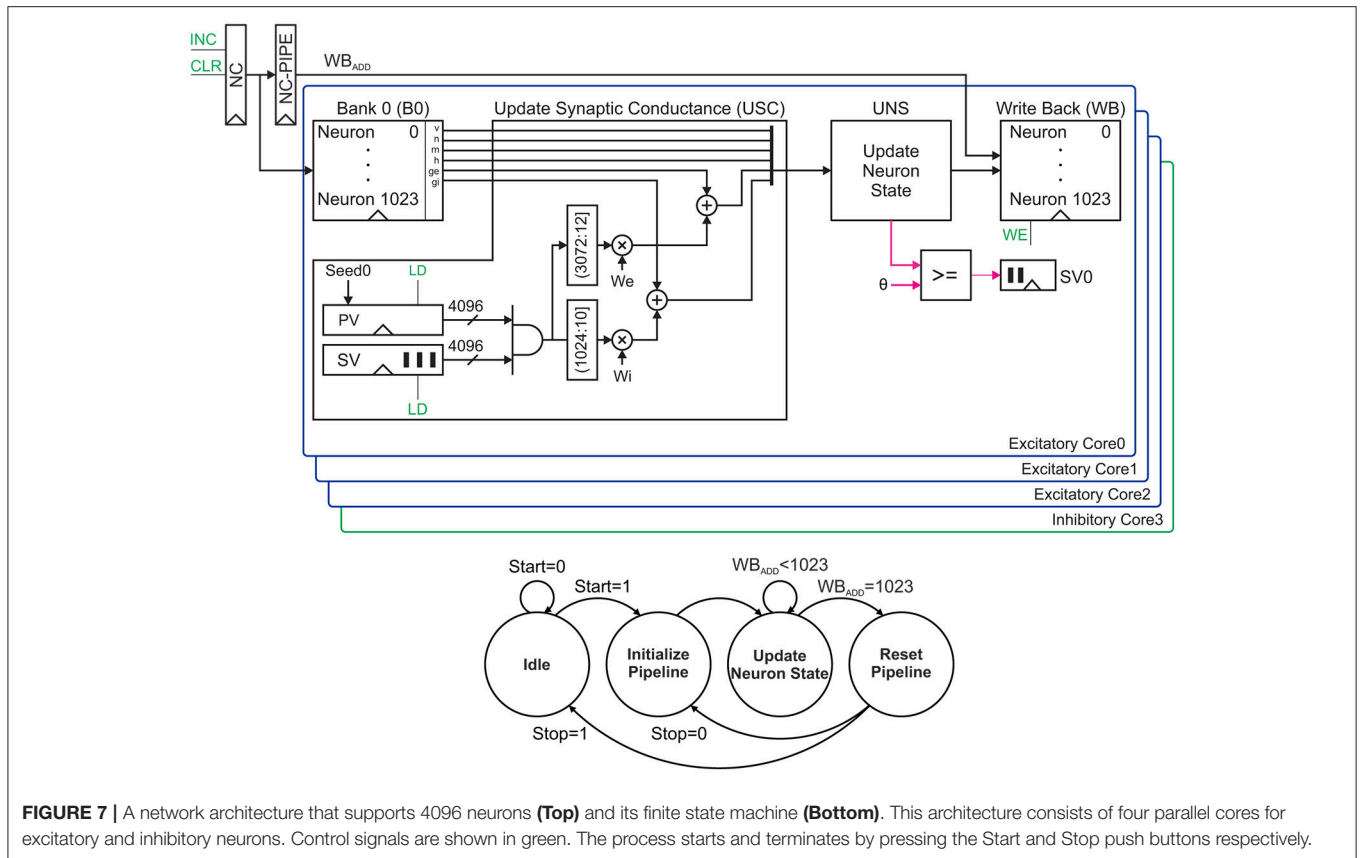 INC
CLR
NC
NC-PIPE
WB_ADD
Bank 0 (B0)
Update Synaptic Conductance (USC)
UNS
Write Back (WB)
Neuron 0
.
.
.
Neuron 1023
v
n
m
h
ge
gi
Update
Neuron
State
Neuron 0
.
.
.
Neuron 1023
WE
Seed0
LD
PV
4096
SV
4096
LD
(3072:12]
We
(1024:10]
Wi
+
×
+
×
θ
>=
SV0
Excitatory Core0
Excitatory Core1
Excitatory Core2
Inhibitory Core3
Start=0
Start=1
WB_ADD<1023
WB_ADD=1023
Idle
Initialize
Pipeline
Update
Neuron State
Reset
Pipeline
Stop=1
Stop=0
FIGURE 7 | A network architecture that supports 4096 neurons (Top) and its finite state machine (Bottom). This architecture consists of four parallel cores for
excitatory and inhibitory neurons. Control signals are shown in green. The process starts and terminates by pressing the Start and Stop push buttons respectively.